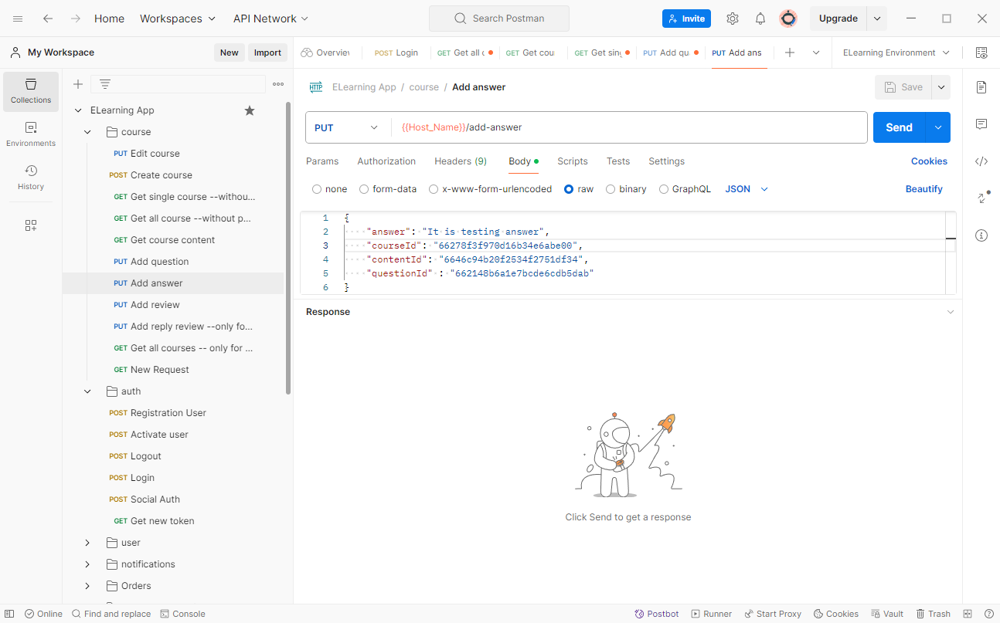 Home Workspaces API Network Search Postman Invite Upgrade
My Workspace New Import
Overview POST Login GET Get all c GET Get cou GET Get sing PUT Add qu PUT Add ans ELearning Environment
Collections
Environments
History
ELearning App
course
PUT Edit course
POST Create course
GET Get single course --withou...
GET Get all course --without p...
GET Get course content
PUT Add question
PUT Add answer
PUT Add review
PUT Add reply review --only fo...
GET Get all courses -- only for ...
GET New Request
auth
POST Registration User
POST Activate user
POST Logout
POST Login
POST Social Auth
GET Get new token
user
notifications
Orders
HTTP ELearning App / course / Add answer Save
PUT {{Host_Name}}/add-answer Send
Params Authorization Headers (9) Body Scripts Tests Settings Cookies
none form-data x-www-form-urlencoded raw binary GraphQL JSON Beautify
1 {
2 "answer": "It is testing answer",
3 "courseId": "66278f3f970d16b34e6abe00",
4 "contentId": "6646c94b20f2534f2751df34",
5 "questionId" : "662148b6a1e7bcde6cdb5dab"
6 }
Response
Click Send to get a response
Online Find and replace Console Postbot Runner Start Proxy Cookies Vault Trash